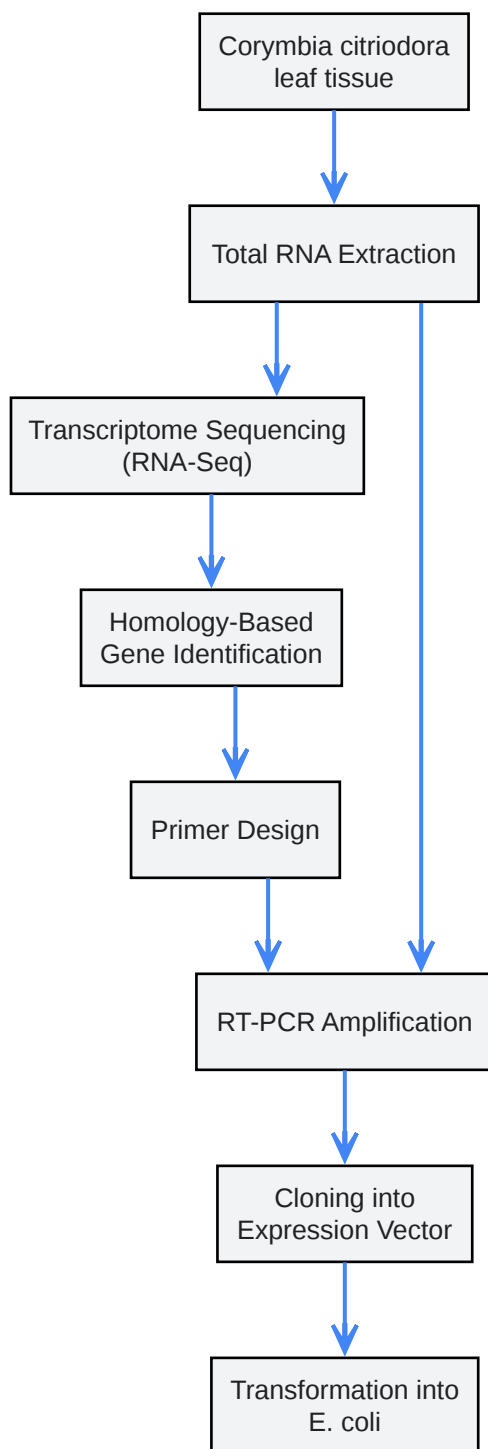 Corymbia citriodora
leaf tissue
Total RNA Extraction
Transcriptome Sequencing
(RNA-Seq)
Homology-Based
Gene Identification
Primer Design
RT-PCR Amplification
Cloning into
Expression Vector
Transformation into
E. coli